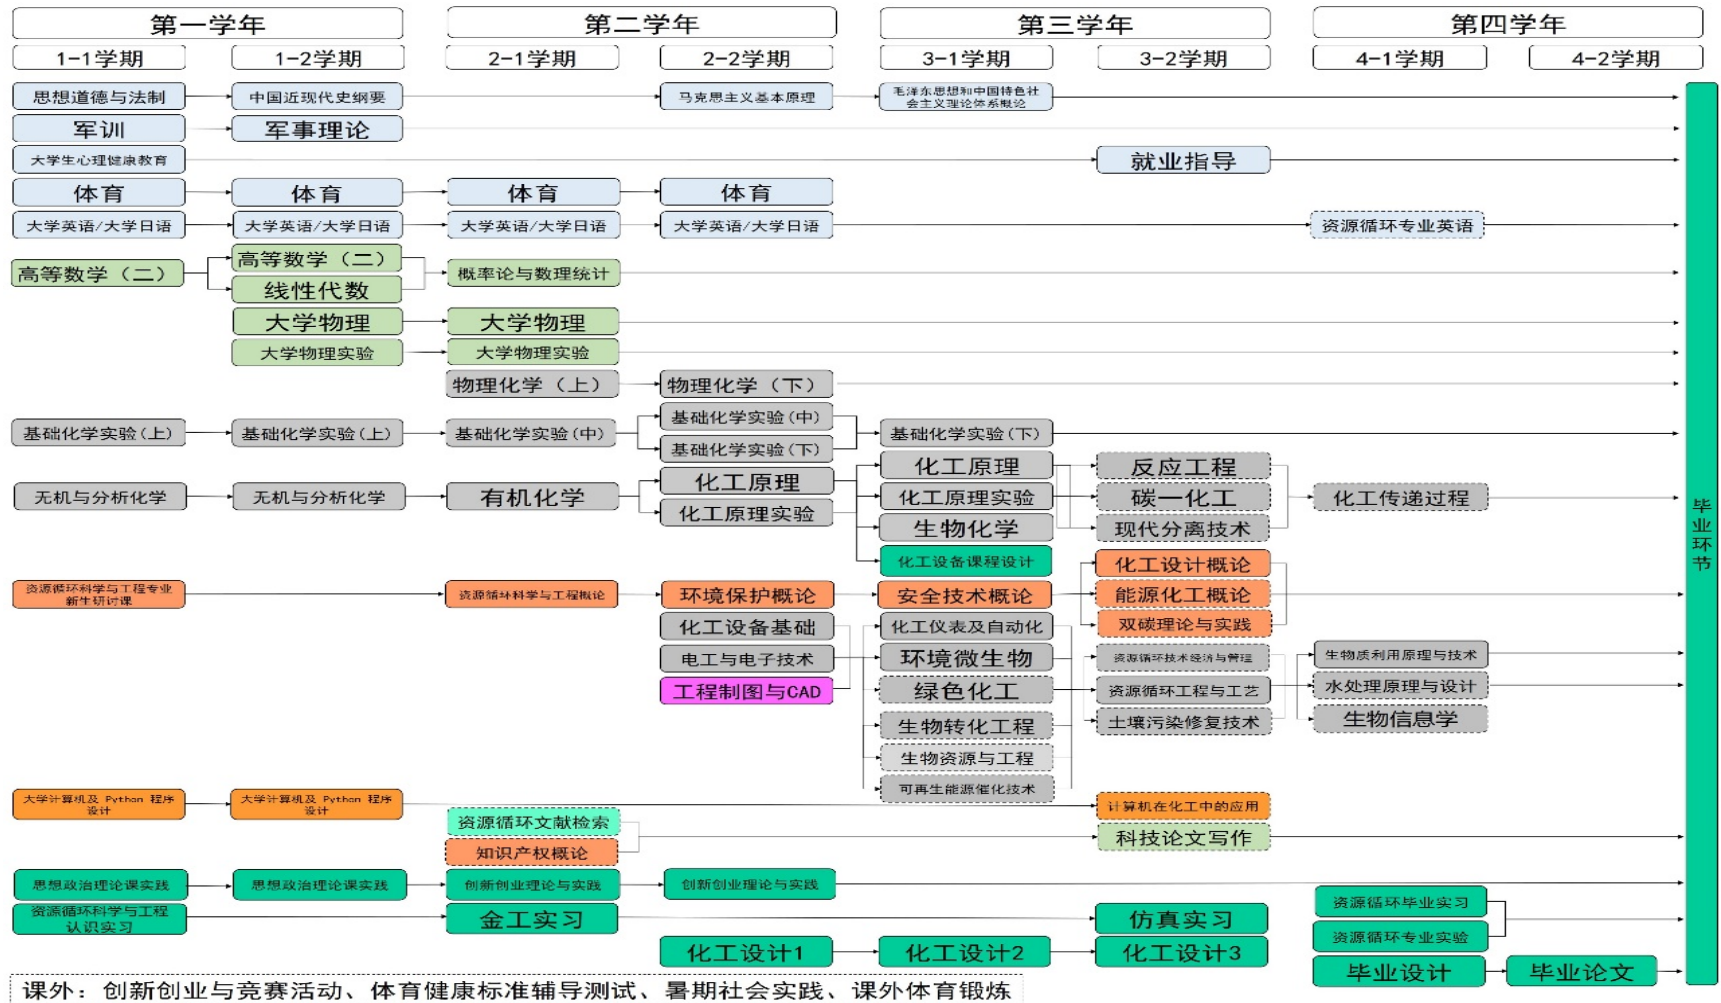 第一学年
第二学年
第三学年
第四学年
1-1学期
1-2学期
2-1学期
2-2学期
3-1学期
3-2学期
4-1学期
4-2学期
思想道德与法制
中国近现代史纲要
马克思主义基本原理
毛泽东思想和中国特色社
会主义理论体系概论
军训
军事理论
大学生心理健康教育
就业指导
体育
体育
体育
体育
大学英语/大学日语
大学英语/大学日语
大学英语/大学日语
大学英语/大学日语
资源循环专业英语
高等数学（二）
高等数学（二）
线性代数
概率论与数理统计
大学物理
大学物理
大学物理实验
大学物理实验
物理化学（上）
物理化学（下）
基础化学实验(上)
基础化学实验(上)
基础化学实验(中)
基础化学实验(中)
基础化学实验(下)
基础化学实验(下)
无机与分析化学
无机与分析化学
有机化学
化工原理
化工原理实验
化工原理
化工原理实验
生物化学
化工设备课程设计
反应工程
碳一化工
现代分离技术
化工传递过程
毕业环节
资源循环科学与工程专业
新生研讨课
资源循环科学与工程概论
环境保护概论
安全技术概论
化工设计概论
能源化工概论
双碳理论与实践
化工设备基础
电工与电子技术
工程制图与CAD
化工仪表及自动化
环境微生物
绿色化工
生物转化工程
生物资源与工程
可再生能源催化技术
资源循环技术经济与管理
资源循环工程与工艺
土壤污染修复技术
生物质利用原理与技术
水处理原理与设计
生物信息学
大学计算机及 Python 程序
设计
大学计算机及 Python 程序
设计
计算机在化工中的应用
资源循环文献检索
知识产权概论
科技论文写作
思想政治理论课实践
思想政治理论课实践
创新创业理论与实践
创新创业理论与实践
资源循环科学与工程
认识实习
金工实习
仿真实习
资源循环毕业实习
资源循环专业实验
化工设计1
化工设计2
化工设计3
毕业设计
毕业论文
课外：创新创业与竞赛活动、体育健康标准辅导测试、暑期社会实践、课外体育锻炼